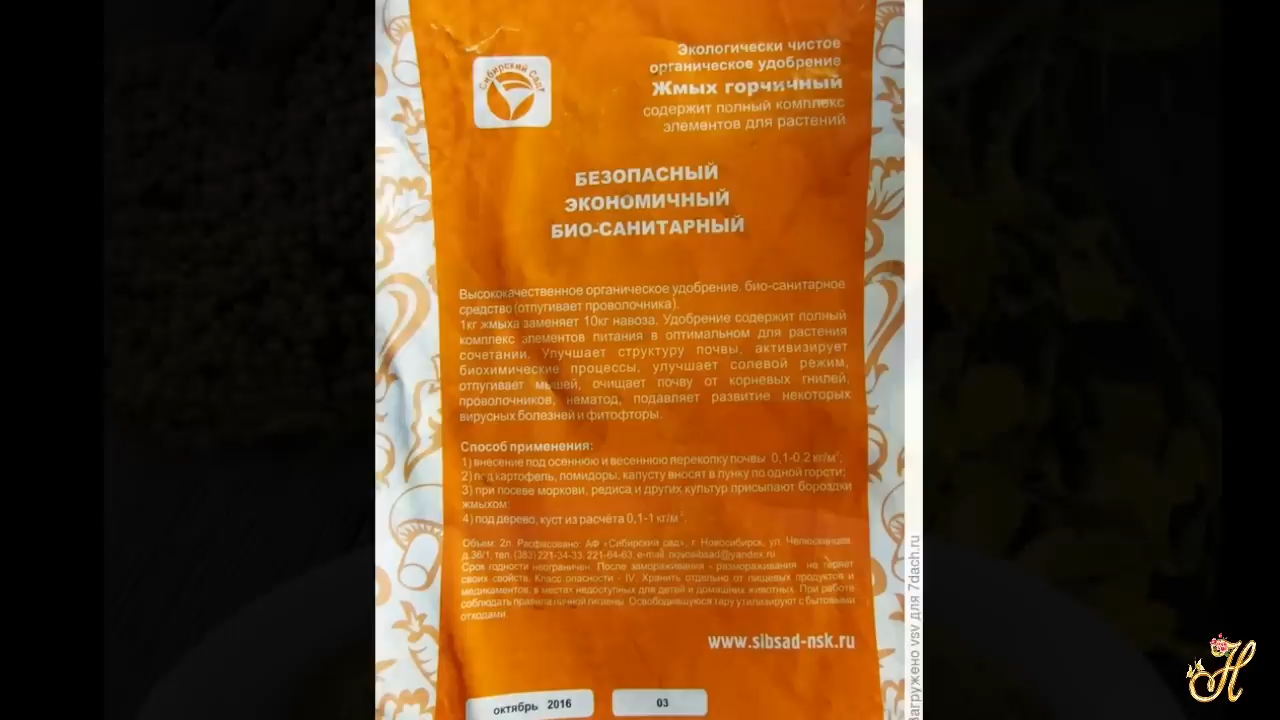 Сибирский Сад
Экологически чистое
органическое удобрение
Жмых горчичный
содержит полный комплекс
элементов для растений
БЕЗОПАСНЫЙ
ЭКОНОМИЧНЫЙ
БИО-САНИТАРНЫЙ
Высококачественное органическое удобрение, био-санитарное
средство (отпугивает проволочника).
1кг жмыха заменяет 10кг навоза. Удобрение содержит полный
комплекс элементов питания в оптимальном для растения
сочетании. Улучшает структуру почвы, активизирует
биохимические процессы, улучшает солевой режим,
отпугивает мышей, очищает почву от корневых гнилей,
проволочников, нематод, подавляет развитие некоторых
вирусных болезней и фитофторы.
Способ применения:
1) внесение под осеннюю и весеннюю перекопку почвы 0,1-0.2 кг/м²;
2) под картофель, помидоры, капусту вносят в лунку по одной горсти;
3) при посеве моркови, редиса и других культур присыпают бороздки
жмыхом;
4) под дерево, куст из расчёта 0,1-1 кг/м².
Объем: 2л. Расфасовано: АФ «Сибирский сад», г. Новосибирск, ул. Челюскинцев,
д.36/1, тел. (383) 221-34-33, 221-64-63, e-mail: novosibsad@yandex.ru
Срок годности неограничен. После замораживания - размораживания не теряет
своих свойств. Класс опасности - IV. Хранить отдельно от пищевых продуктов и
медикаментов, в местах недоступных для детей и домашних животных. При работе
соблюдать правила личной гигиены. Освободившуюся тару утилизируют с бытовыми
отходами.
www.sibsad-nsk.ru
октябрь 2016
03
Загружено vsv для 7dach.ru
Н